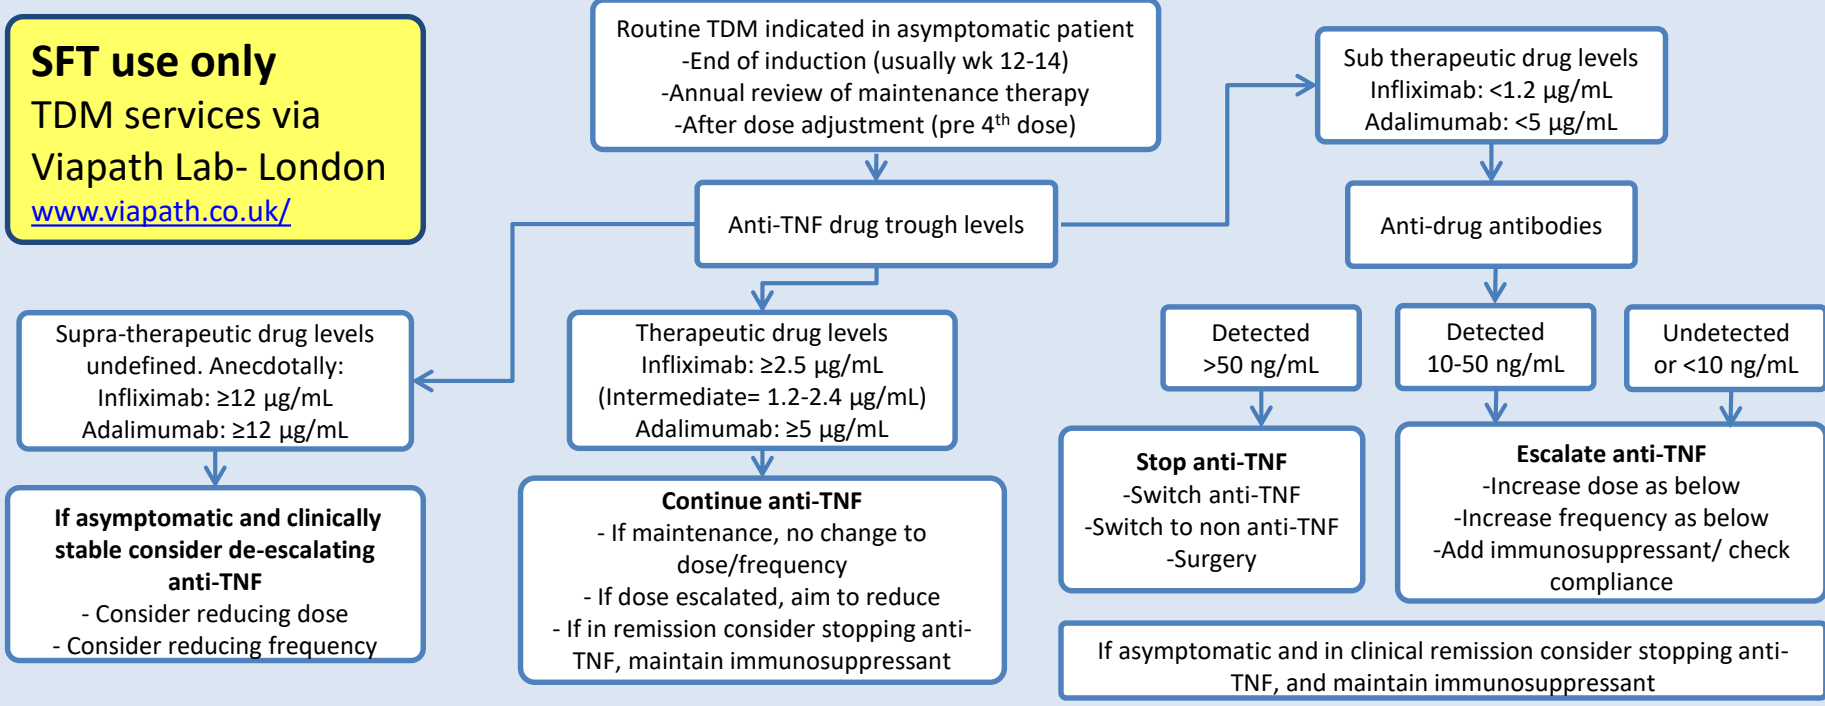 SFT use only
TDM services via
Viapath Lab- London
www.viapath.co.uk/
Routine TDM indicated in asymptomatic patient
-End of induction (usually wk 12-14)
-Annual review of maintenance therapy
-After dose adjustment (pre 4th dose)
Sub therapeutic drug levels
Infliximab: <1.2 µg/mL
Adalimumab: <5 µg/mL
Anti-TNF drug trough levels
Anti-drug antibodies
Supra-therapeutic drug levels
undefined. Anecdotally:
Infliximab: ≥12 µg/mL
Adalimumab: ≥12 µg/mL
Therapeutic drug levels
Infliximab: ≥2.5 µg/mL
(Intermediate= 1.2-2.4 µg/mL)
Adalimumab: ≥5 µg/mL
Detected
>50 ng/mL
Detected
10-50 ng/mL
Undetected
or <10 ng/mL
If asymptomatic and clinically
stable consider de-escalating
anti-TNF
- Consider reducing dose
- Consider reducing frequency
Continue anti-TNF
- If maintenance, no change to
dose/frequency
- If dose escalated, aim to reduce
- If in remission consider stopping anti-
TNF, maintain immunosuppressant
Stop anti-TNF
-Switch anti-TNF
-Switch to non anti-TNF
-Surgery
Escalate anti-TNF
-Increase dose as below
-Increase frequency as below
-Add immunosuppressant/ check
compliance
If asymptomatic and in clinical remission consider stopping anti-
TNF, and maintain immunosuppressant